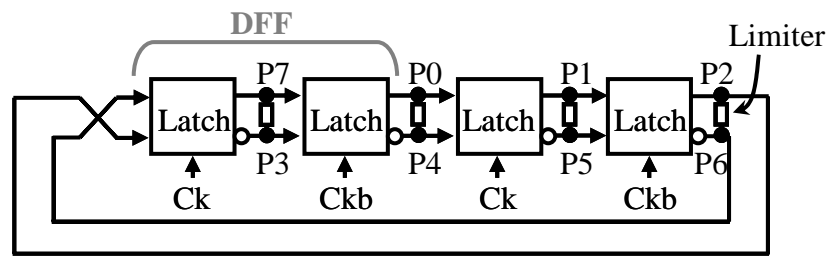 DFF
Limiter
P7 P0 P1 P2
Latch Latch Latch Latch
P3 P4 P5 P6
Ck Ckb Ck Ckb